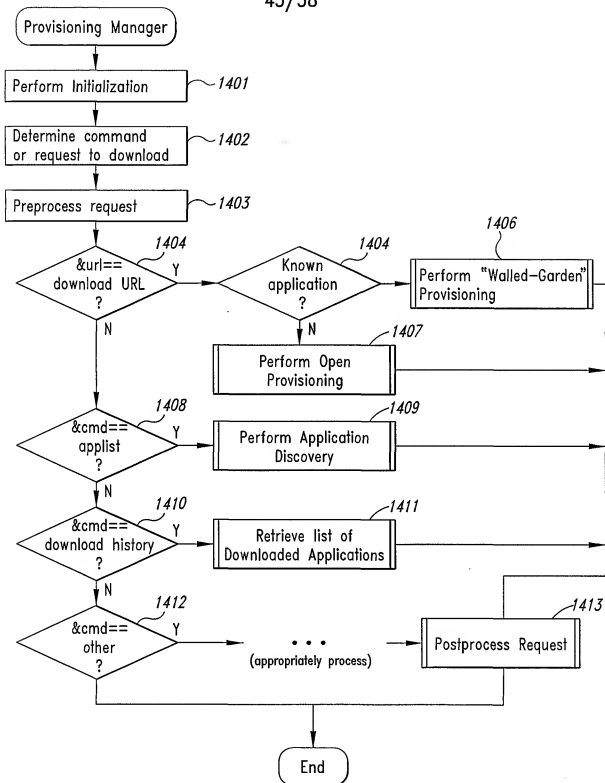 45/58
Provisioning Manager
Perform Initialization
1401
Determine command
or request to download
1402
Preprocess request
1403
&url==
download URL
?
1404
Y
N
Known
application
?
1404
N
1406
Perform "Walled-Garden"
Provisioning
1407
Perform Open
Provisioning
&cmd==
applist
?
1408
Y
N
1409
Perform Application
Discovery
&cmd==
download history
?
1410
Y
N
1411
Retrieve list of
Downloaded Applications
&cmd==
other
?
1412
Y
• • •
(appropriately process)
1413
Postprocess Request
End